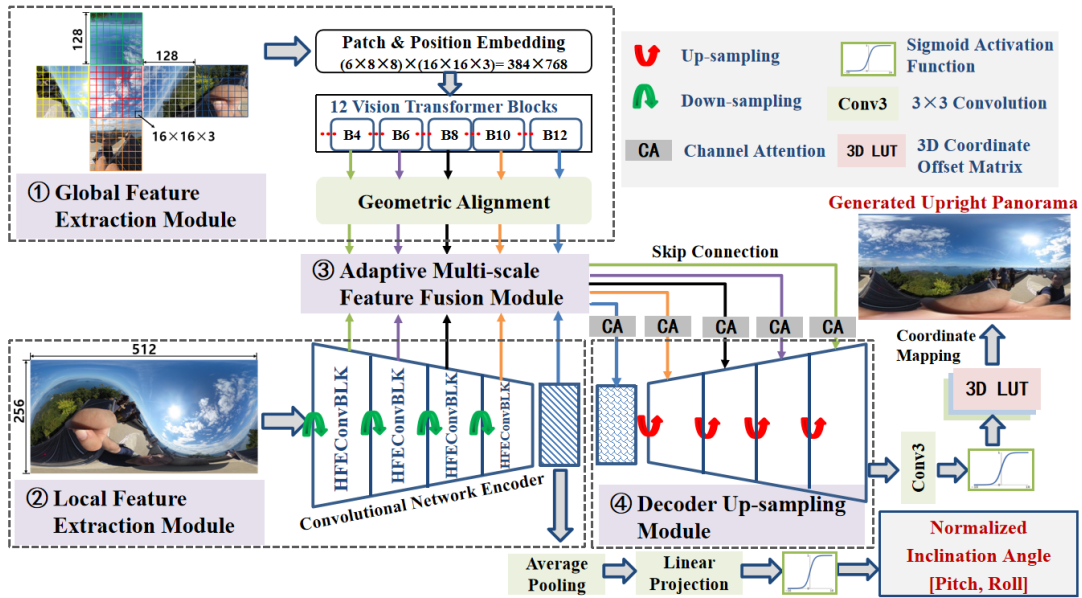 128
128
16×16×3
① Global Feature
Extraction Module
Patch & Position Embedding
(6×8×8)×(16×16×3)= 384×768
12 Vision Transformer Blocks
B4
B6
B8
B10
B12
Geometric Alignment
Up-sampling
Sigmoid Activation
Function
Down-sampling
Conv3
3×3 Convolution
CA
Channel Attention
3D LUT
3D Coordinate
Offset Matrix
Generated Upright Panorama
③ Adaptive Multi-scale
Feature Fusion Module
Skip Connection
CA
CA
CA
CA
CA
Coordinate
Mapping
3D LUT
512
256
② Local Feature
Extraction Module
HFEConvBLK
HFEConvBLK
HFEConvBLK
HFEConvBLK
Convolutional Network Encoder
④ Decoder Up-sampling
Module
Conv3
Average
Pooling
Linear
Projection
Normalized
Inclination Angle
[Pitch, Roll]